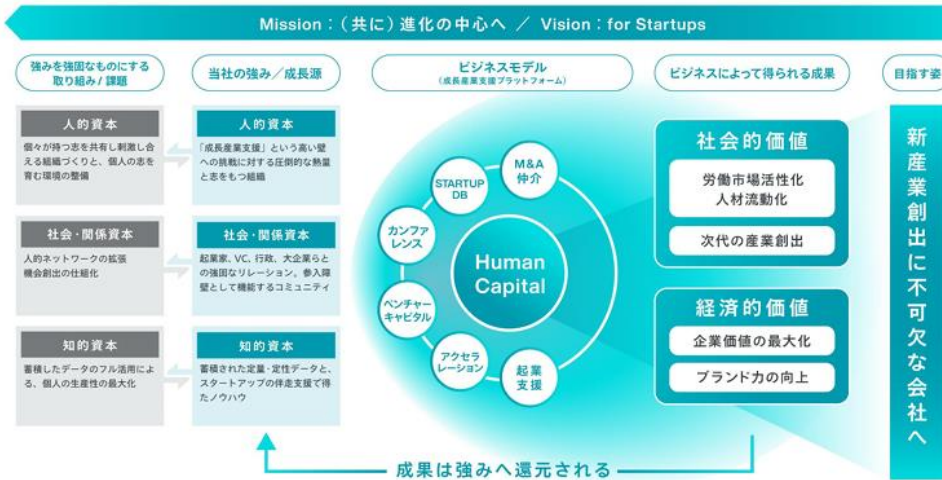 Mission：（共に）進化の中心へ ／ Vision：for Startups
強みを強固なものにする
取り組み / 課題
当社の強み／成長源
ビジネスモデル
（成長産業支援プラットフォーム）
ビジネスによって得られる成果
目指す姿
人的資本
個々が持つ志を共有し刺激し合
える組織づくりと、個人の志を
育む環境の整備
社会・関係資本
人的ネットワークの拡張
機会創出の仕組化
知的資本
蓄積したデータのフル活用によ
る、個人の生産性の最大化
人的資本
「成長産業支援」という高い壁
への挑戦に対する圧倒的な熱量
と志をもつ組織
社会・関係資本
起業家、VC、行政、大企業らと
の強固なリレーション。参入障
壁として機能するコミュニティ
知的資本
蓄積された定量・定性データと、
スタートアップの伴走支援で得
たノウハウ
M&A
仲介
STARTUP
DB
カンファ
レンス
ベンチャー
キャピタル
アクセラ
レーション
起業
支援
Human
Capital
社会的価値
労働市場活性化
人材流動化
次代の産業創出
経済的価値
企業価値の最大化
ブランド力の向上
新産業創出に不可欠な会社へ
成果は強みへ還元される